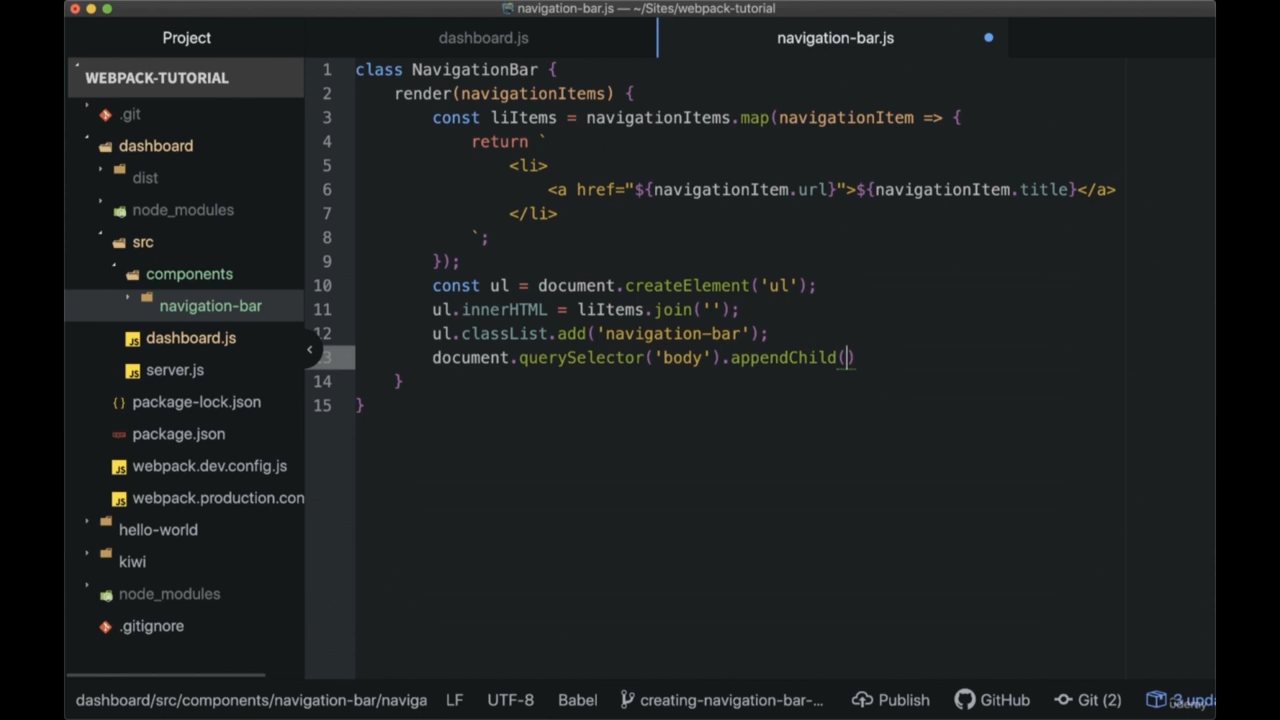 navigation-bar.js — ~/Sites/webpack-tutorial
Project
dashboard.js
navigation-bar.js
WEBPACK-TUTORIAL
.git
dashboard
dist
node_modules
src
components
navigation-bar
dashboard.js
server.js
package-lock.json
package.json
webpack.dev.config.js
webpack.production.con
hello-world
kiwi
node_modules
.gitignore
1 class NavigationBar {
2 render(navigationItems) {
3 const liItems = navigationItems.map(navigationItem => {
4 return `
5 <li>
6 <a href="${navigationItem.url}">${navigationItem.title}</a>
7 </li>
8 `;
9 });
10 const ul = document.createElement('ul');
11 ul.innerHTML = liItems.join('');
12 ul.classList.add('navigation-bar');
3 document.querySelector('body').appendChild()
14 }
15 }
dashboard/src/components/navigation-bar/naviga LF UTF-8 Babel creating-navigation-bar-... Publish GitHub Git (2)